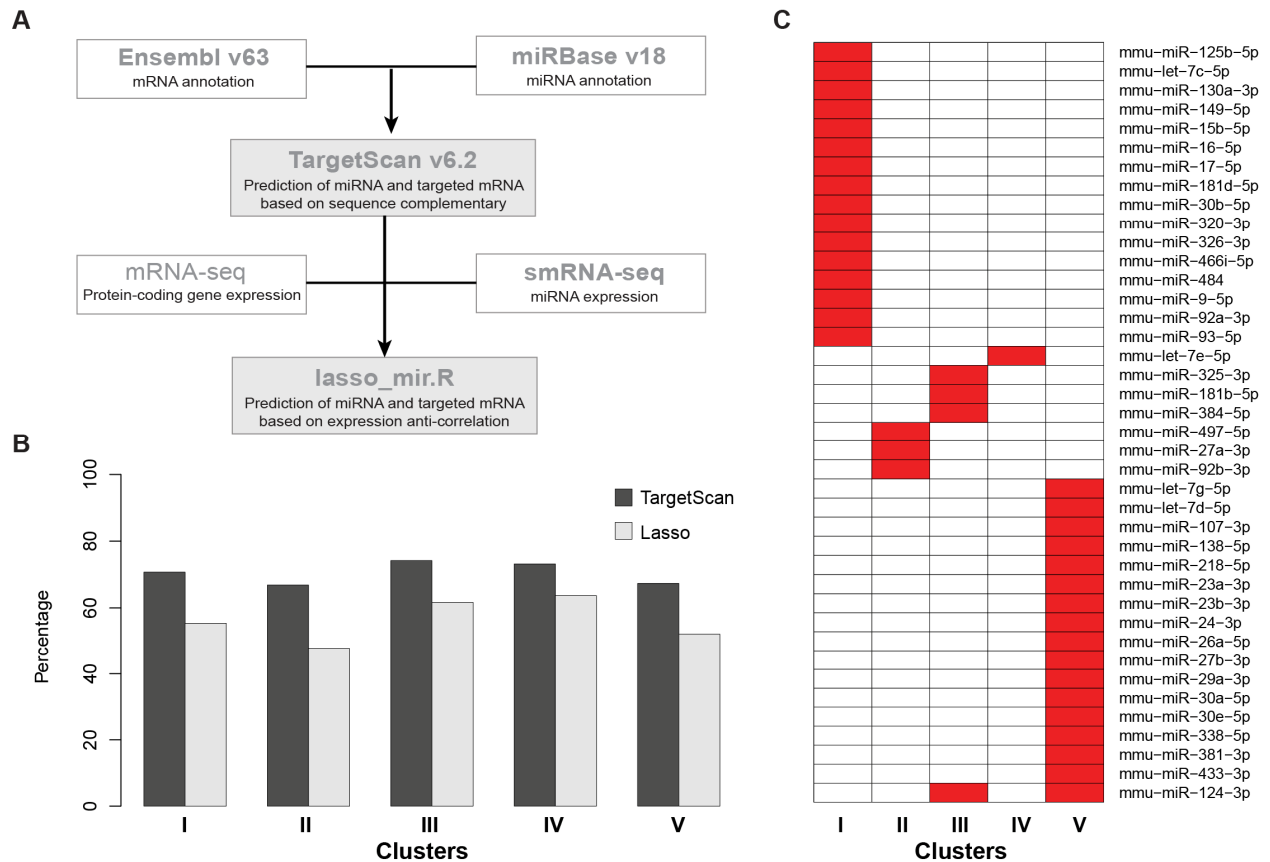 A
Ensembl v63
mRNA annotation
miRBase v18
miRNA annotation
TargetScan v6.2
Prediction of miRNA and targeted mRNA
based on sequence complementary
mRNA-seq
Protein-coding gene expression
smRNA-seq
miRNA expression
lasso_mir.R
Prediction of miRNA and targeted mRNA
based on expression anti-correlation
B
Percentage
100
80
60
40
20
0
TargetScan
Lasso
I II III IV V
Clusters
C
mmu−miR−125b−5p
mmu−let−7c−5p
mmu−miR−130a−3p
mmu−miR−149−5p
mmu−miR−15b−5p
mmu−miR−16−5p
mmu−miR−17−5p
mmu−miR−181d−5p
mmu−miR−30b−5p
mmu−miR−320−3p
mmu−miR−326−3p
mmu−miR−466i−5p
mmu−miR−484
mmu−miR−9−5p
mmu−miR−92a−3p
mmu−miR−93−5p
mmu−let−7e−5p
mmu−miR−325−3p
mmu−miR−181b−5p
mmu−miR−384−5p
mmu−miR−497−5p
mmu−miR−27a−3p
mmu−miR−92b−3p
mmu−let−7g−5p
mmu−let−7d−5p
mmu−miR−107−3p
mmu−miR−138−5p
mmu−miR−218−5p
mmu−miR−23a−3p
mmu−miR−23b−3p
mmu−miR−24−3p
mmu−miR−26a−5p
mmu−miR−27b−3p
mmu−miR−29a−3p
mmu−miR−30a−5p
mmu−miR−30e−5p
mmu−miR−338−5p
mmu−miR−381−3p
mmu−miR−433−3p
mmu−miR−124−3p
I II III IV V
Clusters